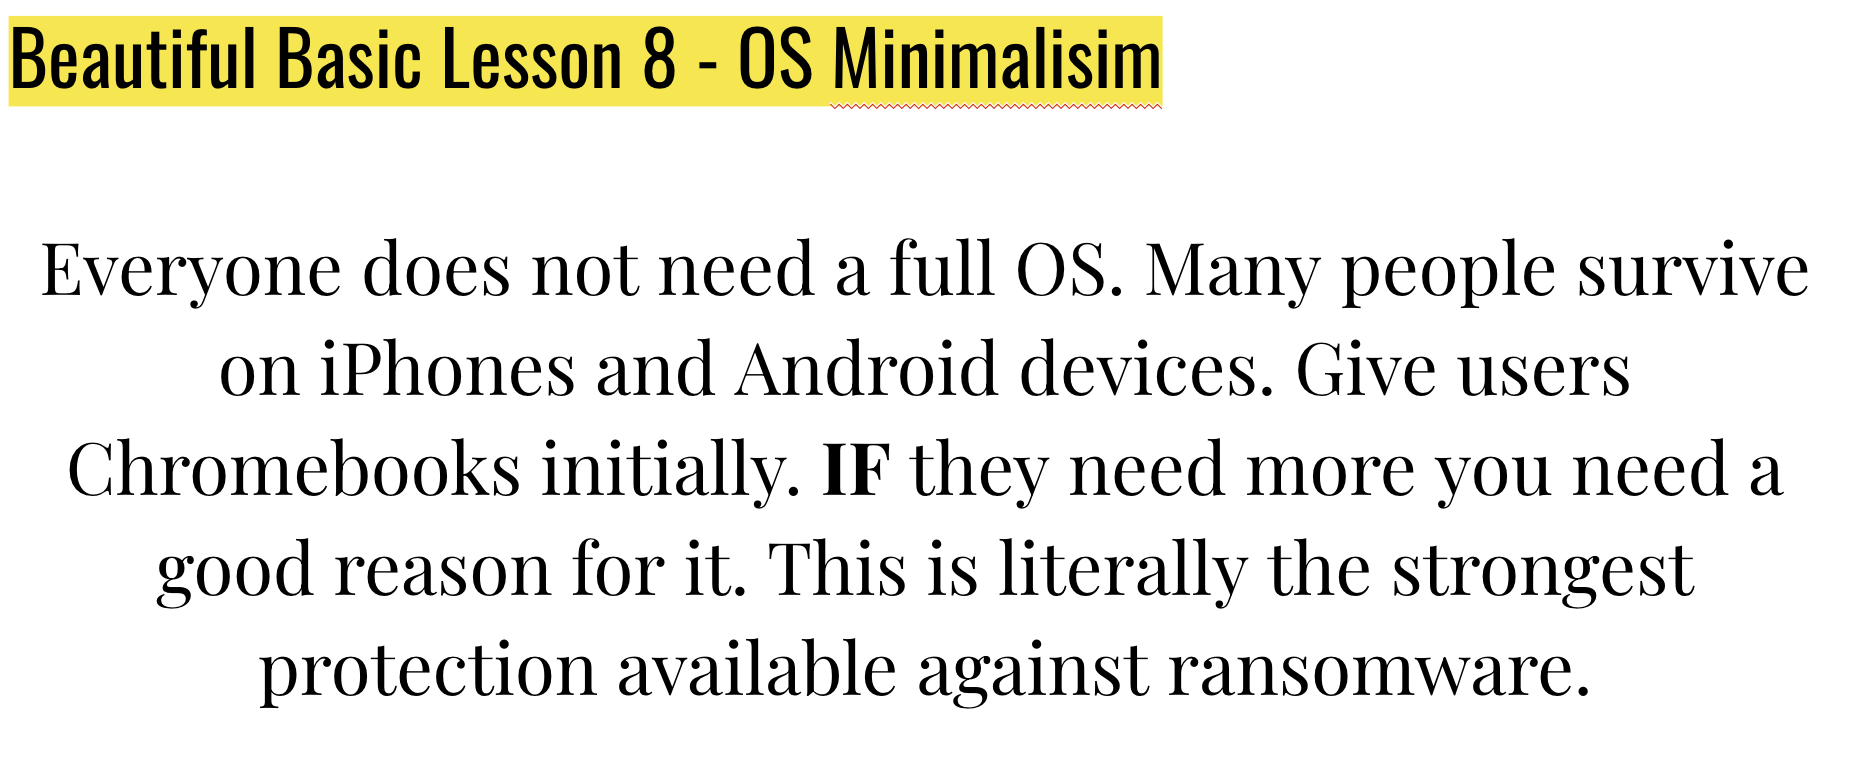 Beautiful Basic Lesson 8 - OS Minimalisim
Everyone does not need a full OS. Many people survive
on iPhones and Android devices. Give users
Chromebooks initially. IF they need more you need a
good reason for it. This is literally the strongest
protection available against ransomware.